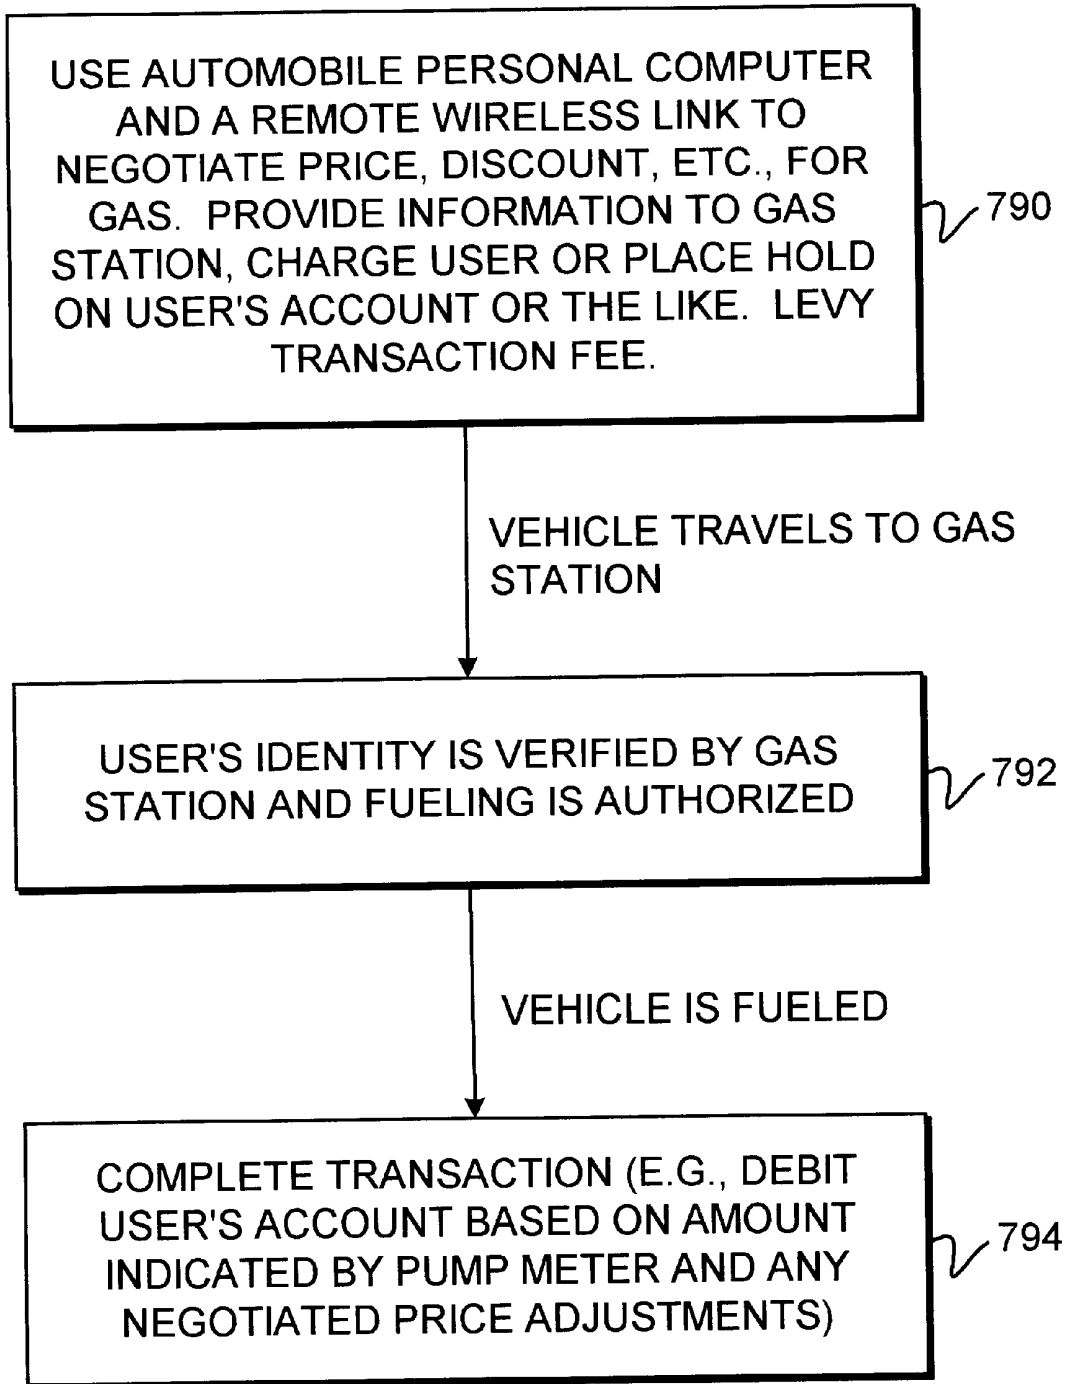 USE AUTOMOBILE PERSONAL COMPUTER
AND A REMOTE WIRELESS LINK TO
NEGOTIATE PRICE, DISCOUNT, ETC., FOR
GAS. PROVIDE INFORMATION TO GAS
STATION, CHARGE USER OR PLACE HOLD
ON USER'S ACCOUNT OR THE LIKE. LEVY
TRANSACTION FEE.
790
VEHICLE TRAVELS TO GAS
STATION
USER'S IDENTITY IS VERIFIED BY GAS
STATION AND FUELING IS AUTHORIZED
792
VEHICLE IS FUELED
COMPLETE TRANSACTION (E.G., DEBIT
USER'S ACCOUNT BASED ON AMOUNT
INDICATED BY PUMP METER AND ANY
NEGOTIATED PRICE ADJUSTMENTS)
794